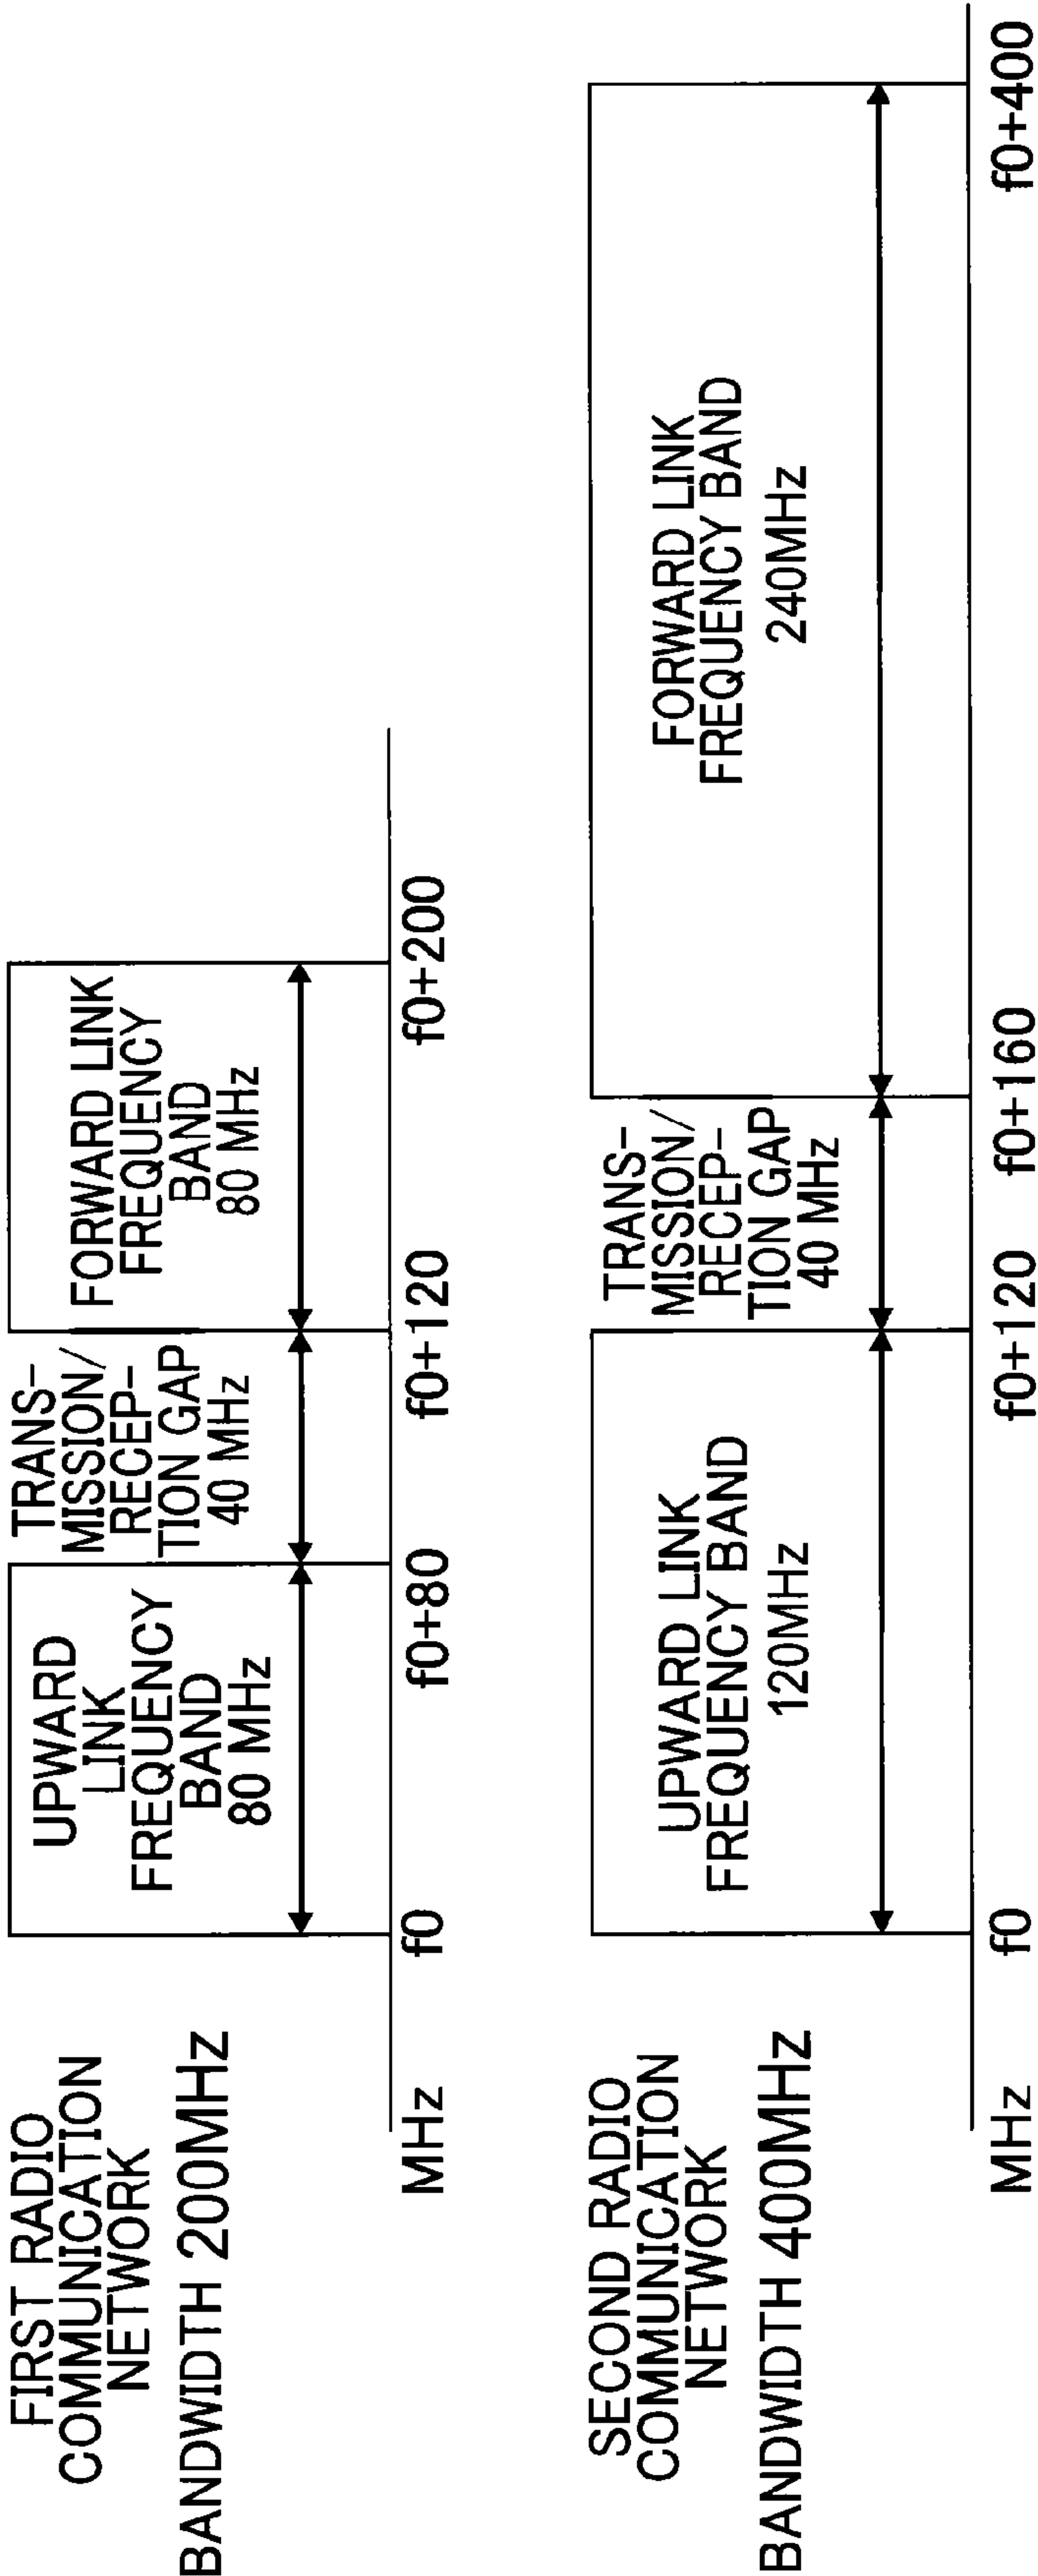 FIRST RADIO
COMMUNICATION
NETWORK
BANDWIDTH 200MHz
UPWARD
LINK
FREQUENCY
BAND
80 MHz
TRANS-
MISSION/
RECEP-
TION GAP
40 MHz
FORWARD LINK
FREQUENCY
BAND
80 MHz
MHz
f0
f0+80
f0+120
f0+200
SECOND RADIO
COMMUNICATION
NETWORK
BANDWIDTH 400MHz
UPWARD LINK
FREQUENCY BAND
120MHz
TRANS-
MISSION/
RECEP-
TION GAP
40 MHz
FORWARD LINK
FREQUENCY BAND
240MHz
MHz
f0
f0+120
f0+160
f0+400